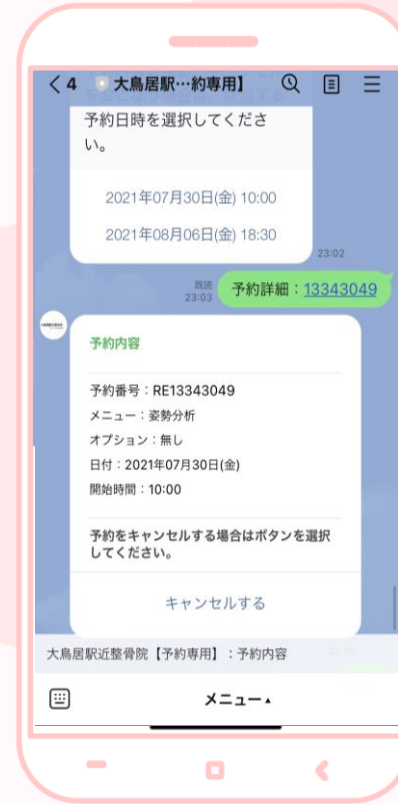 4
大鳥居駅…約専用】
予約日時を選択してくださ
い。
2021年07月30日(金) 10:00
2021年08月06日(金) 18:30
23:02
既読
23:03
予約詳細：13343049
予約内容
予約番号：RE13343049
メニュー：姿勢分析
オプション：無し
日付：2021年07月30日(金)
開始時間：10:00
予約をキャンセルする場合はボタンを選択
してください。
キャンセルする
大鳥居駅近整骨院【予約専用】：予約内容
メニュー▲